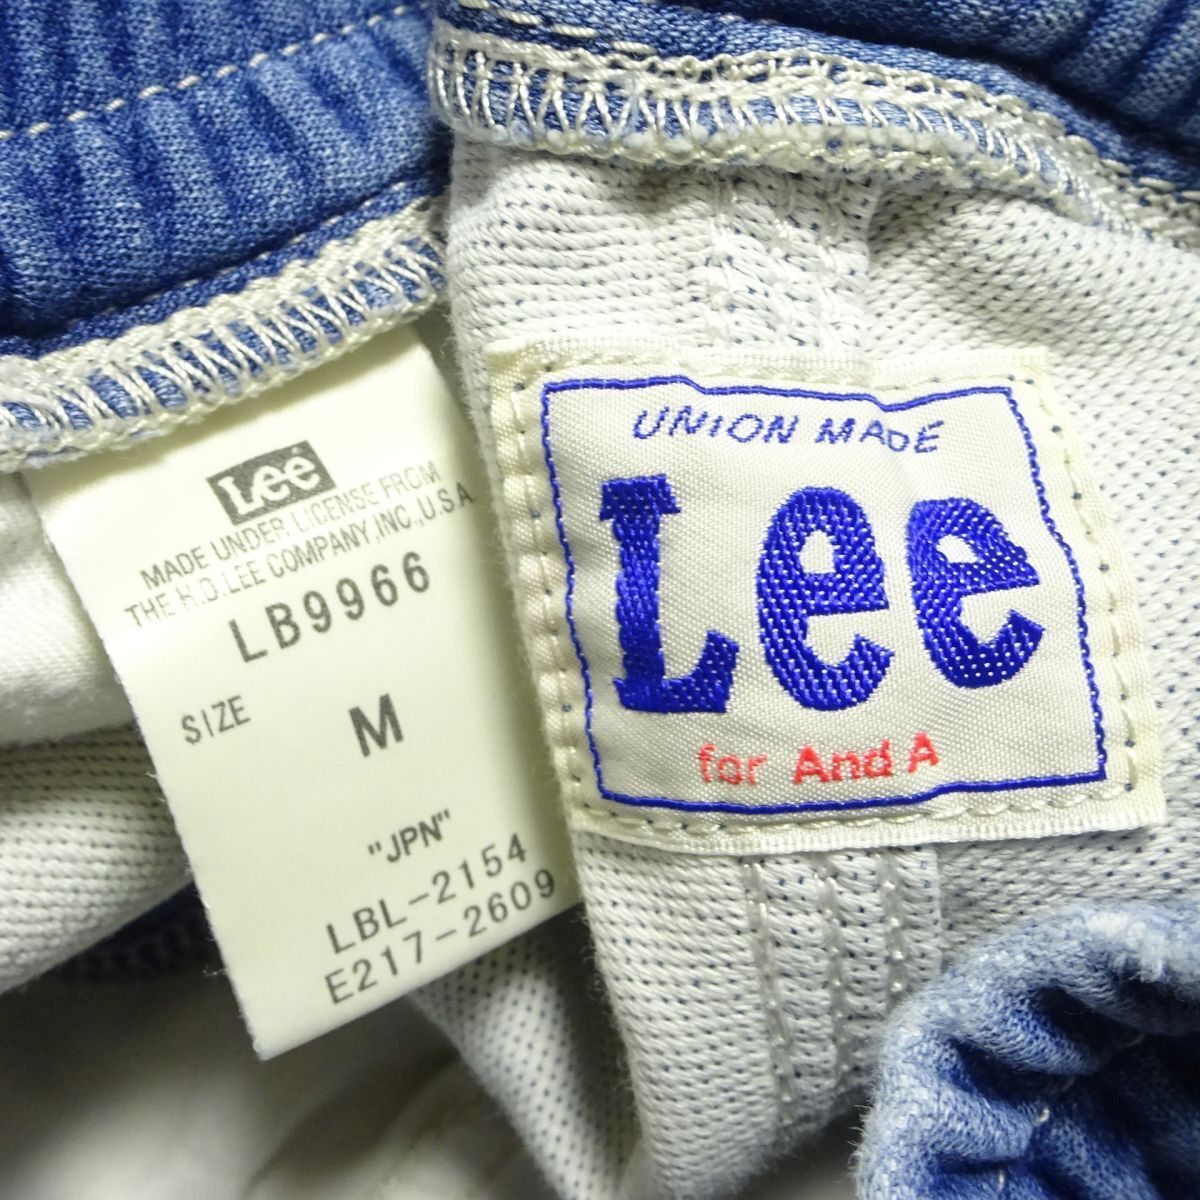 Lee
MADE UNDER LICENSE FROM
THE H.D.LEE COMPANY,INC.,U.S.A.
LB9966
SIZE M
"JPN"
LBL-2154
E217-2609
UNION MADE
Lee
for And A